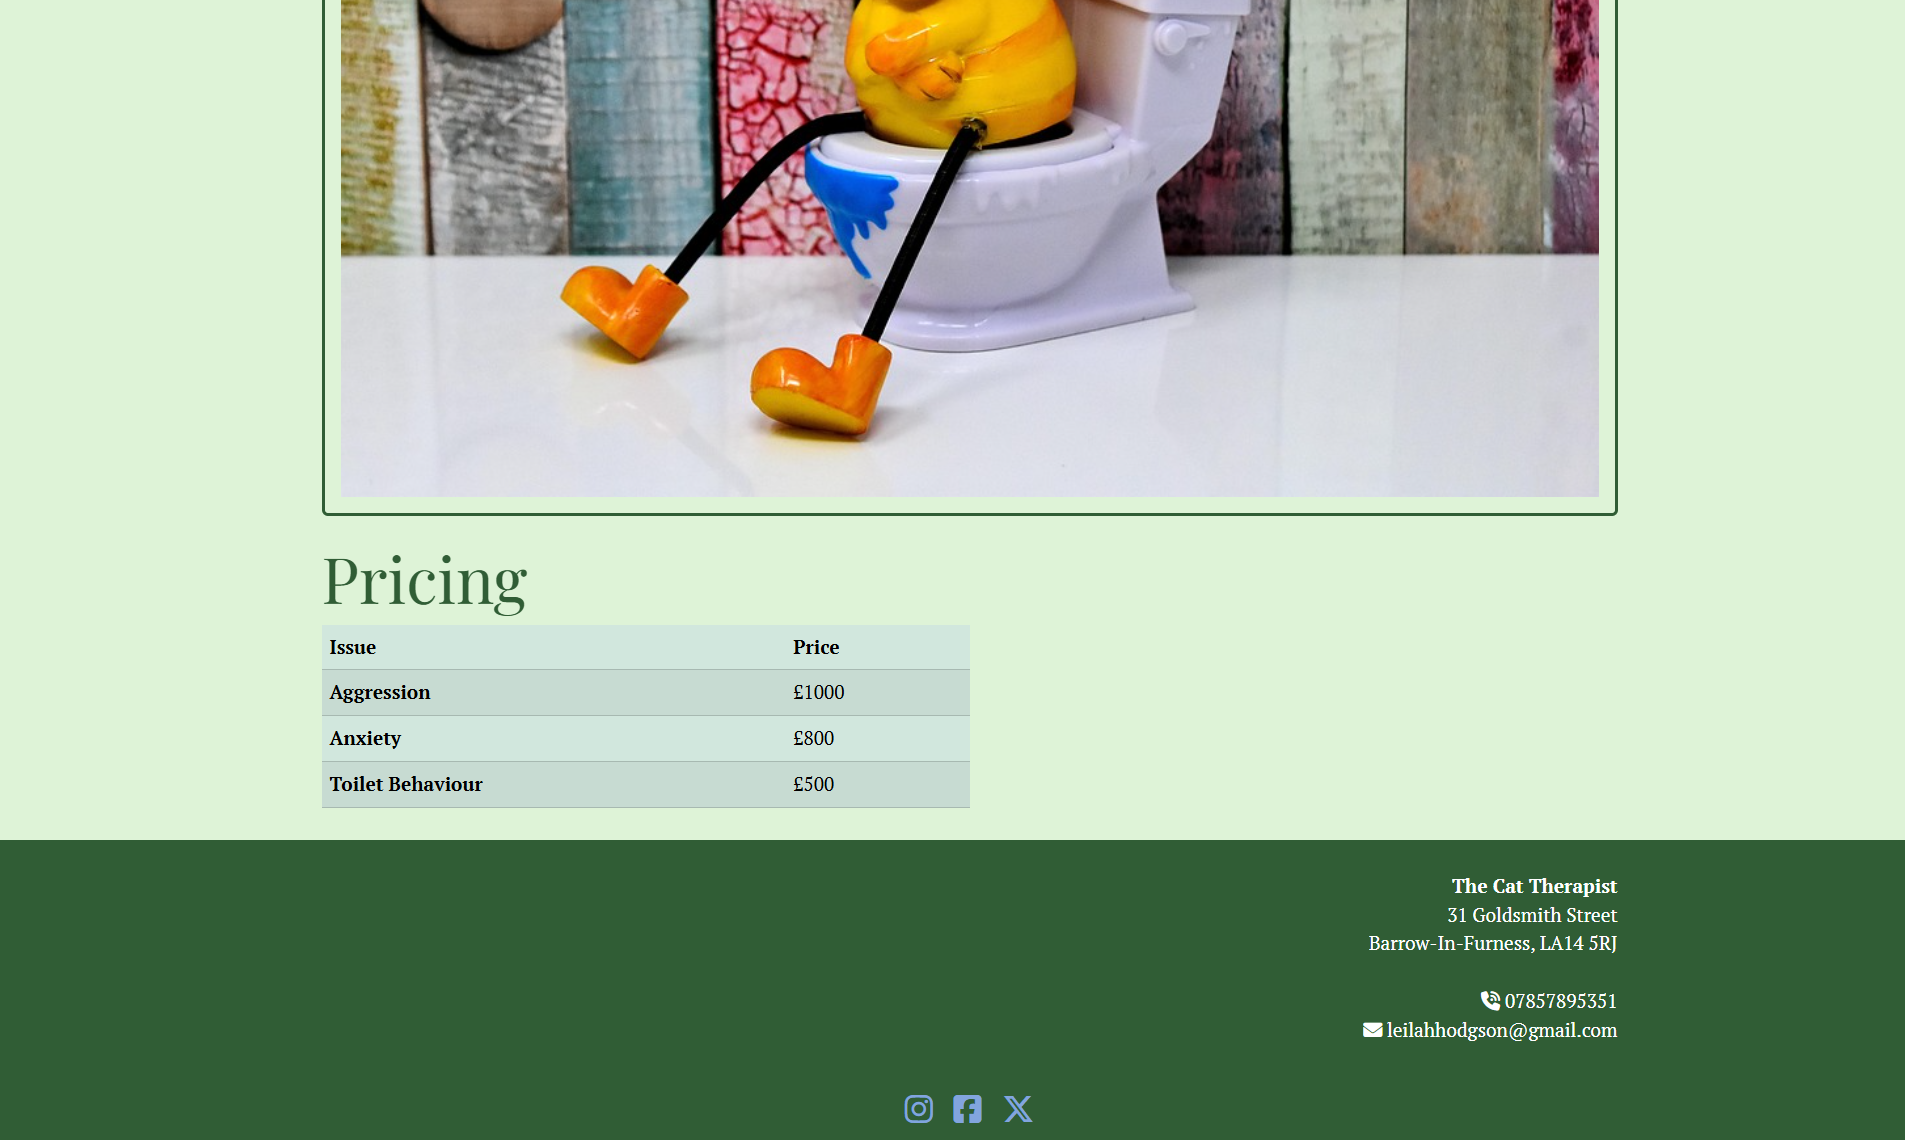 Pricing
Issue Price
Aggression £1000
Anxiety £800
Toilet Behaviour £500
The Cat Therapist
31 Goldsmith Street
Barrow-In-Furness, LA14 5RJ
07857895351
leilahhodgson@gmail.com